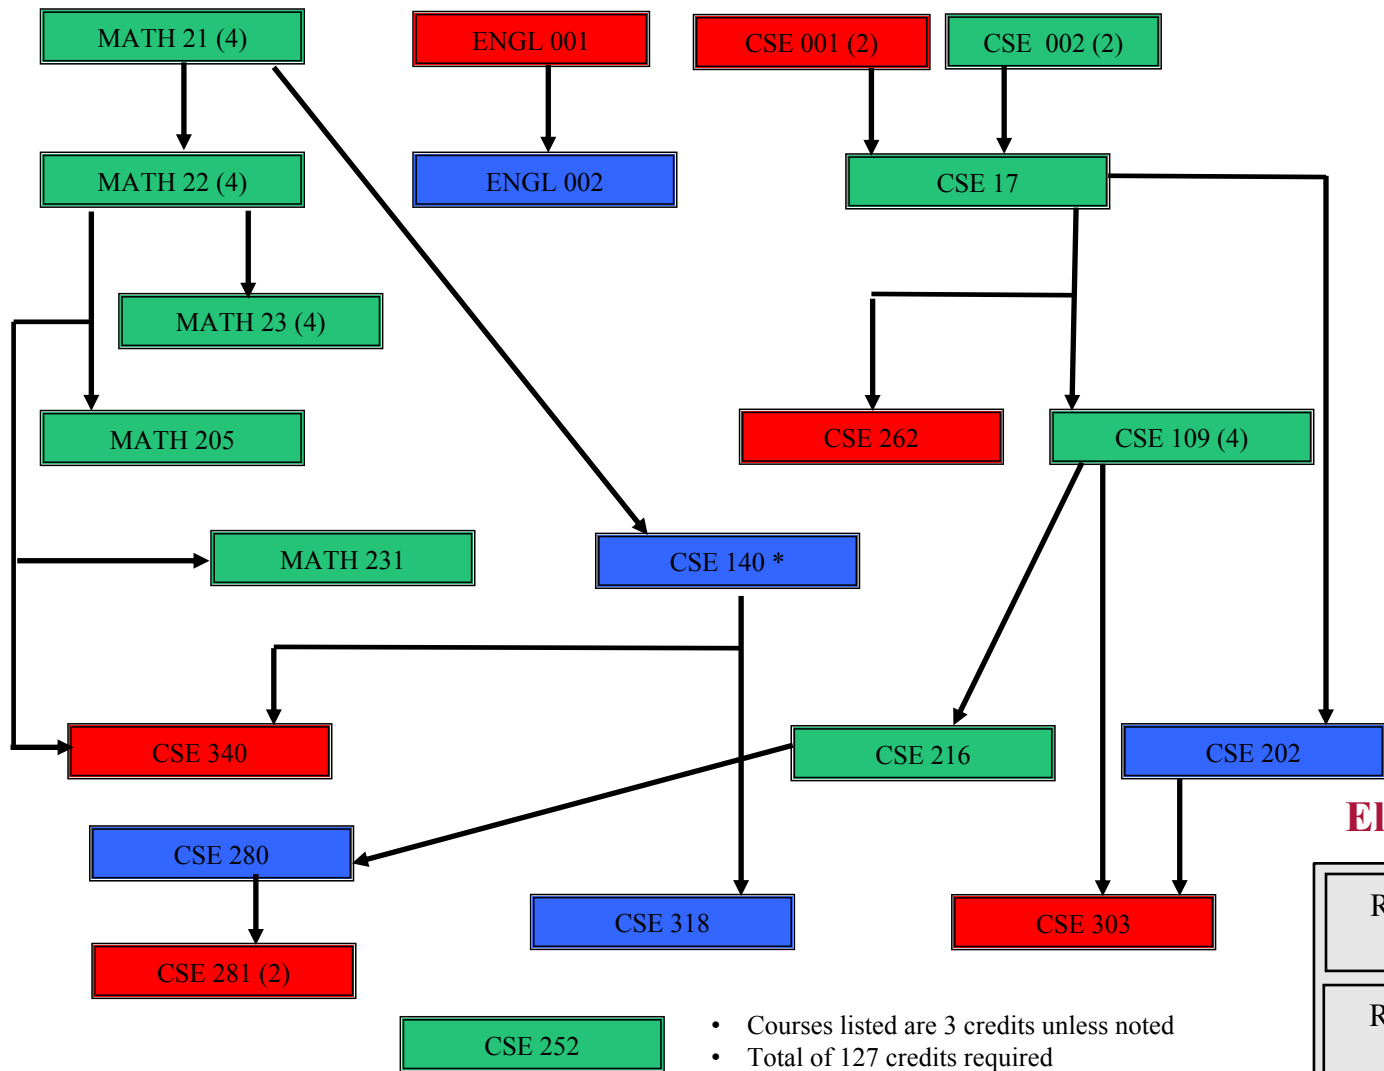 MATH 21 (4)
ENGL 001
CSE 001 (2)
CSE 002 (2)
MATH 22 (4)
ENGL 002
CSE 17
MATH 23 (4)
MATH 205
CSE 262
CSE 109 (4)
MATH 231
CSE 140 *
CSE 340
CSE 216
CSE 202
El
CSE 280
CSE 318
CSE 303
R
CSE 281 (2)
R
CSE 252
• Courses listed are 3 credits unless noted
• Total of 127 credits required